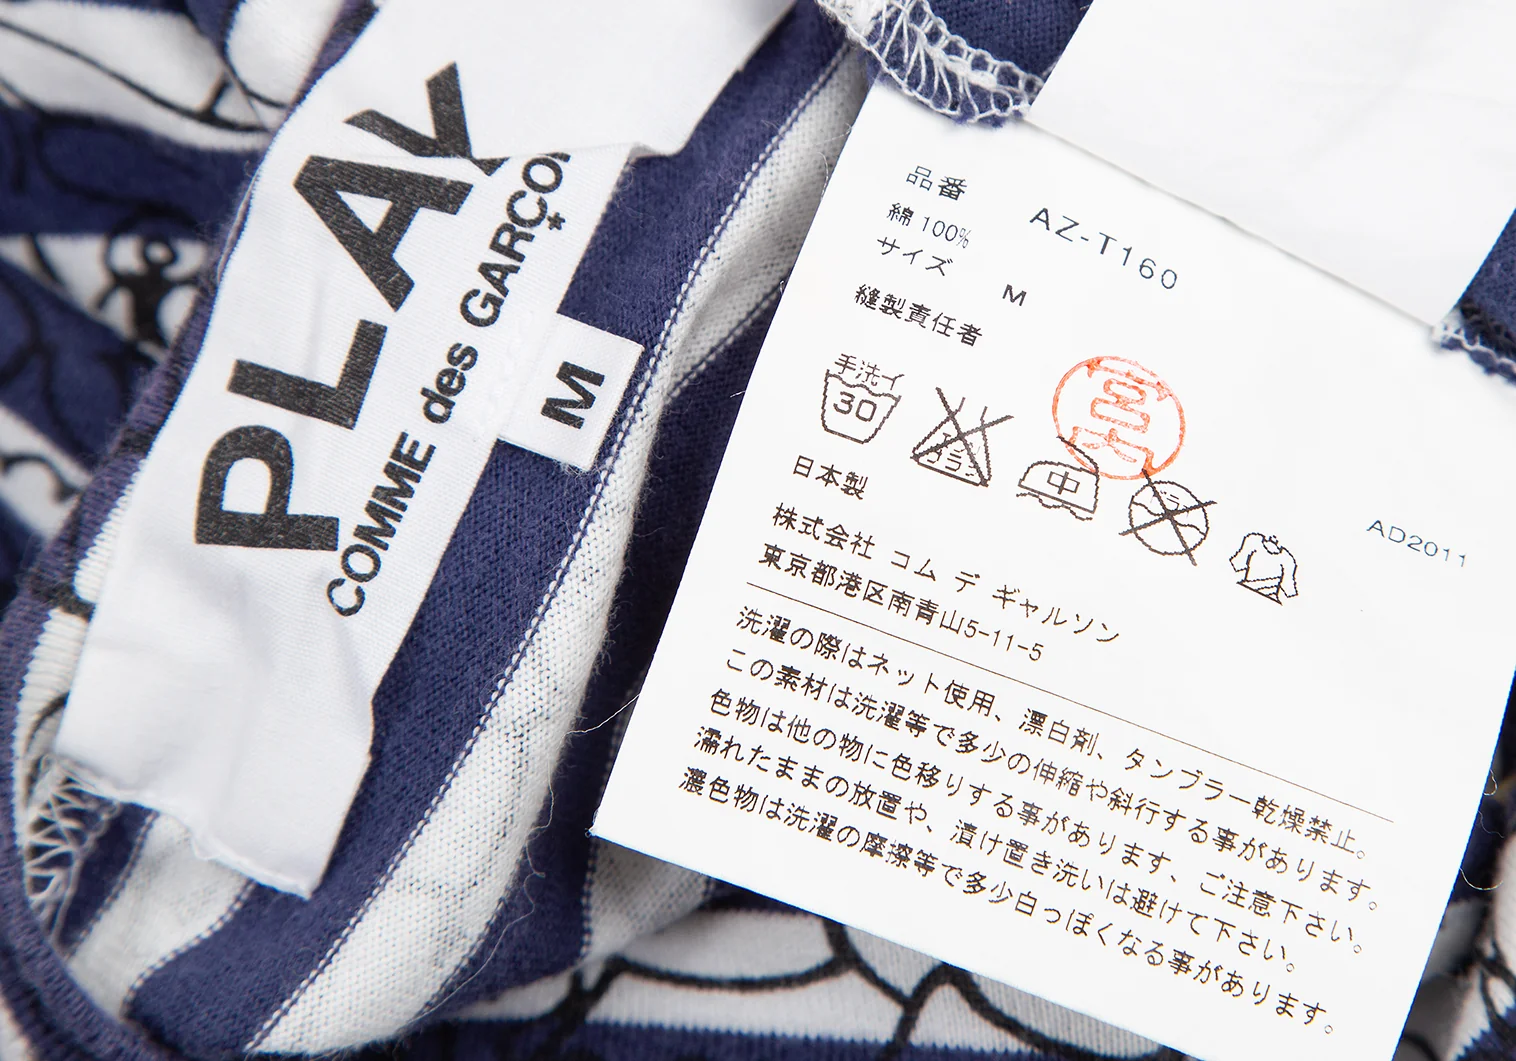 PLAY
COMME des GARÇO
M
品番 AZ-T160
綿 100%
サイズ M
縫製責任者
手洗イ
30
中
日本製
AD2011
株式会社 コム デ ギャルソン
東京都港区南青山5-11-5
洗濯の際はネット使用、漂白剤、タンブラー乾燥禁止。
この素材は洗濯等で多少の伸縮や斜行する事があります。
色物は他の物に色移りする事があります、ご注意下さい。
濡れたままの放置や、漬け置き洗いは避けて下さい。
濃色物は洗濯の摩擦等で多少白っぽくなる事があります。